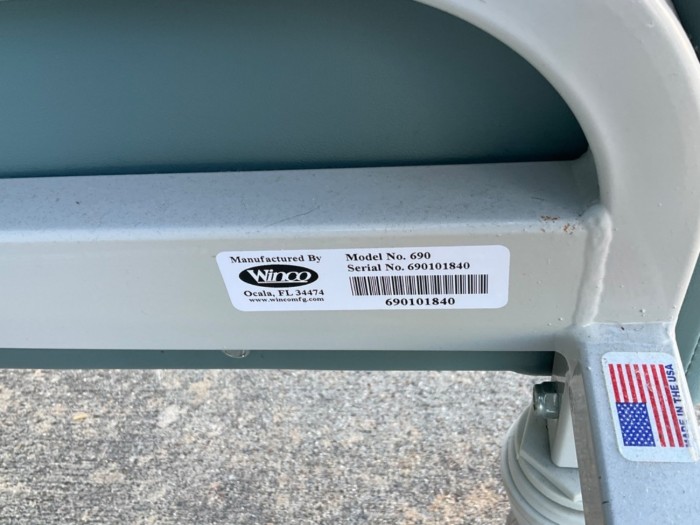 Manufactured By
Winco
Ocala, FL 34474
www.wincomfg.com
Model No. 690
Serial No. 690101840
690101840
MADE IN THE USA